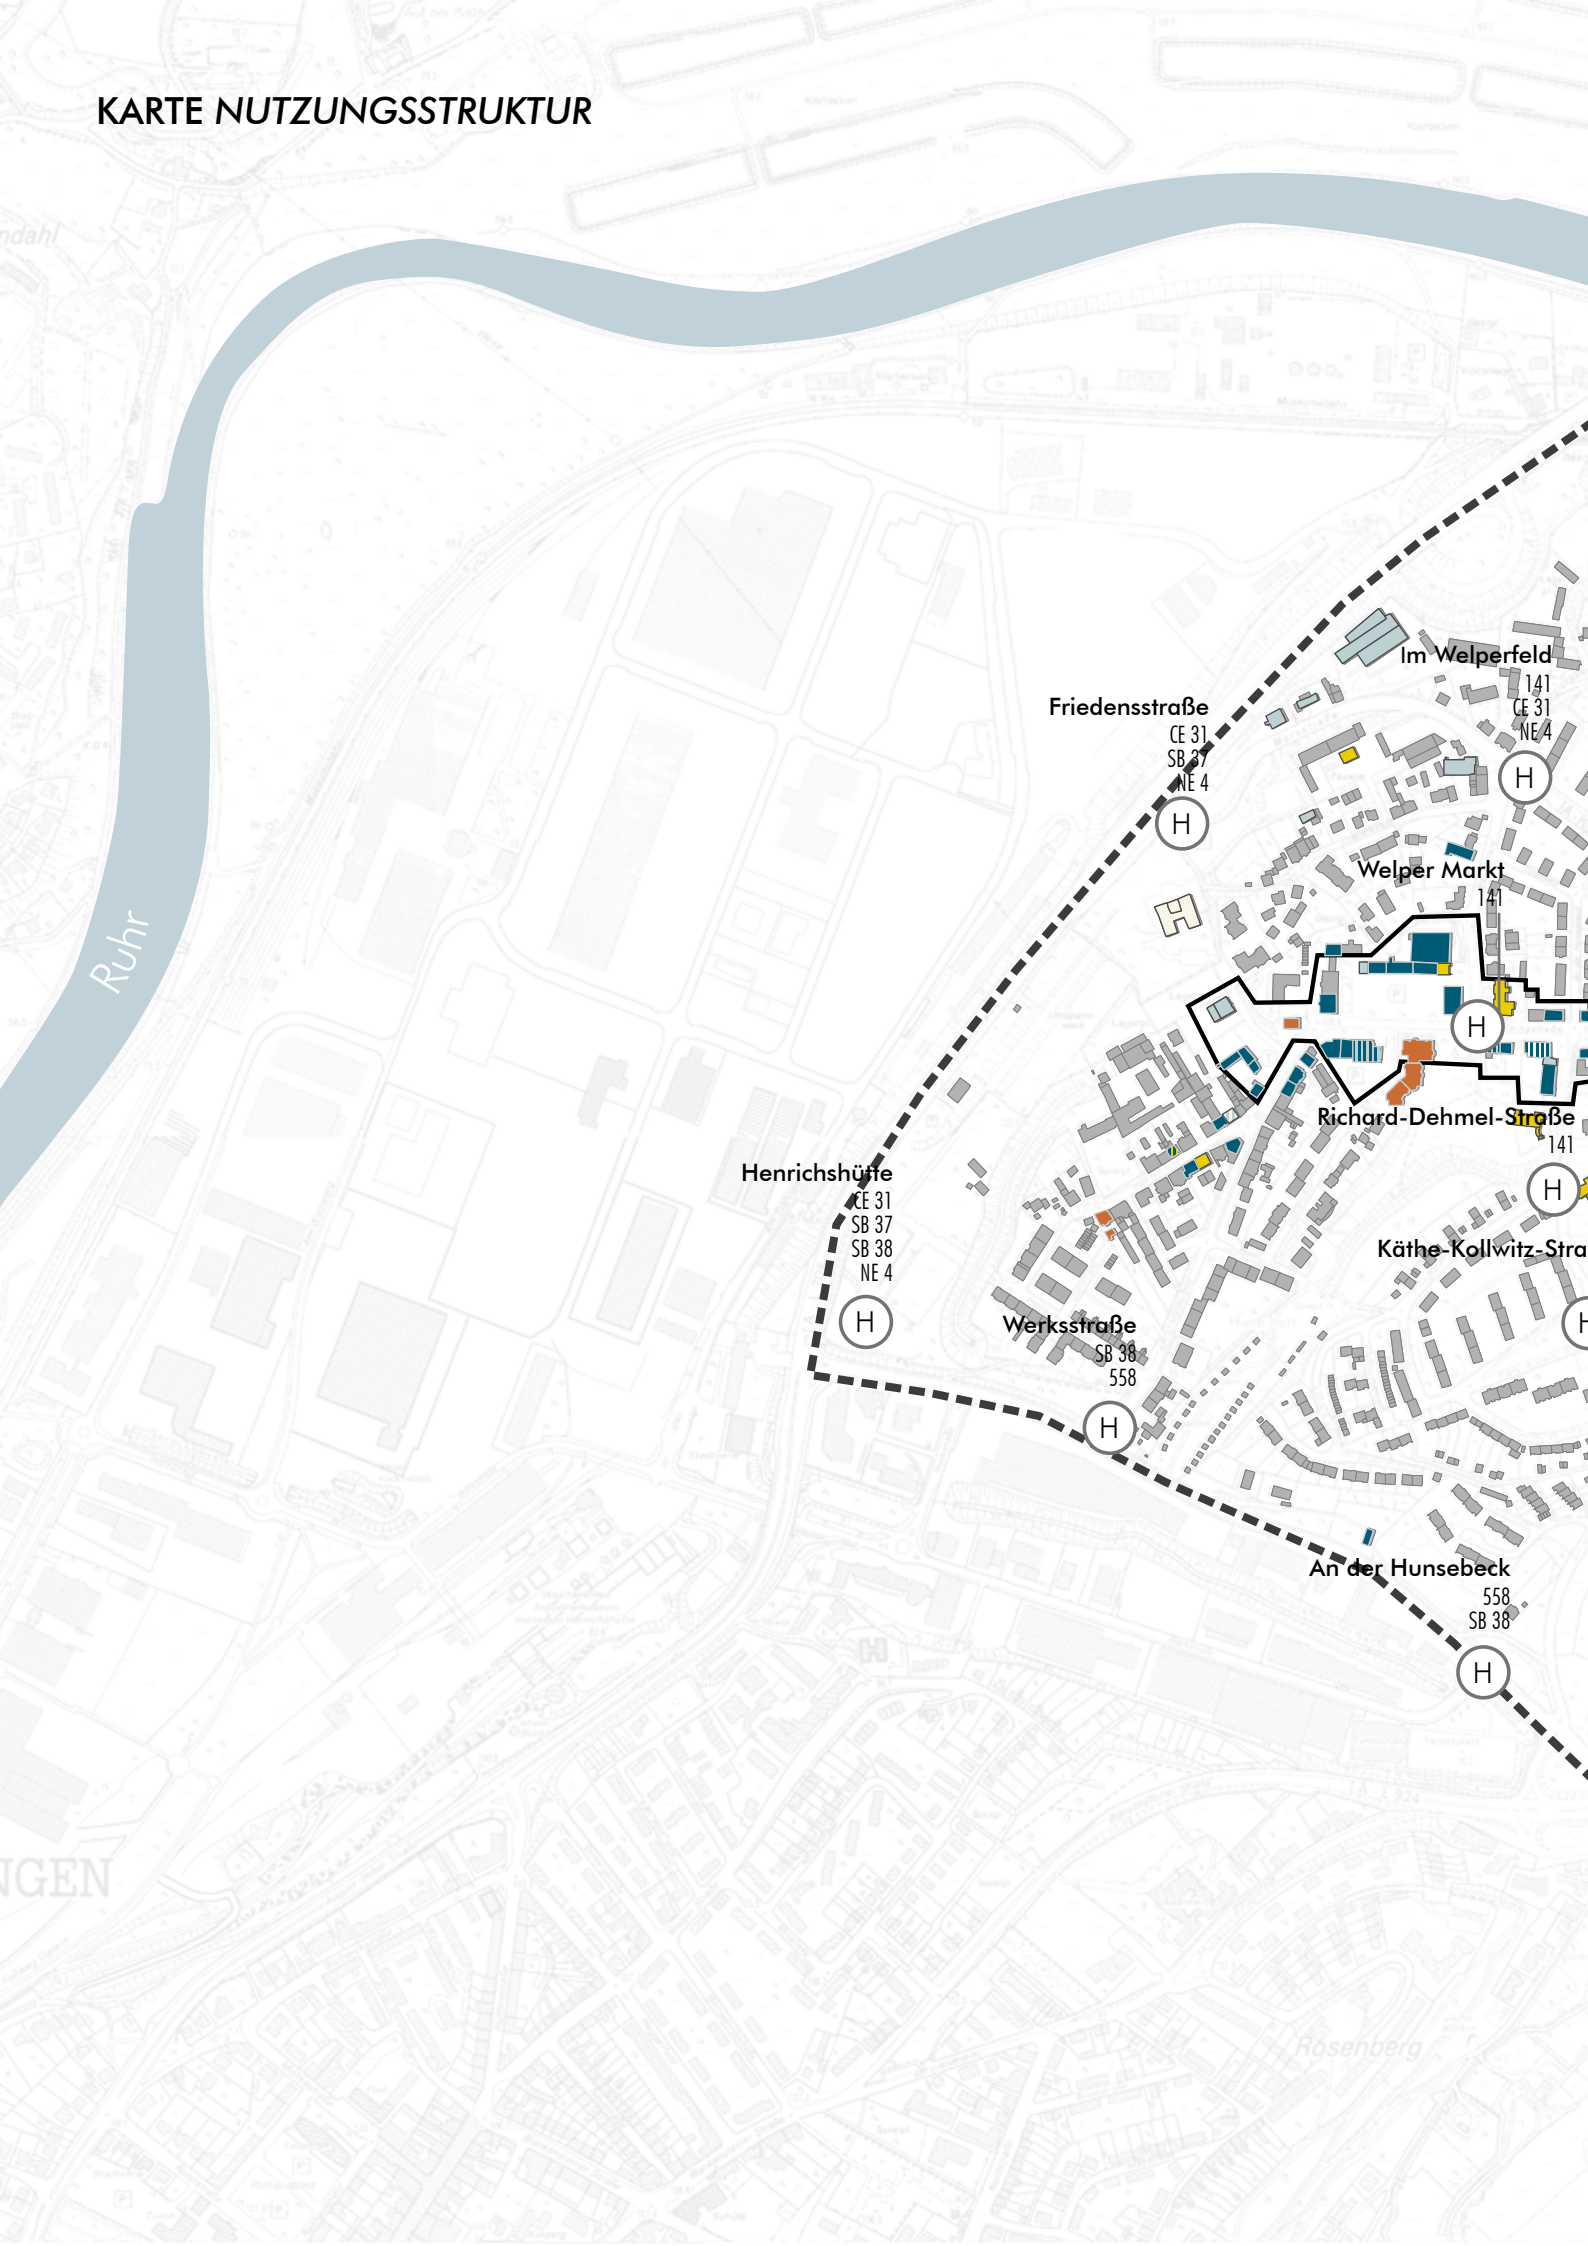 KARTE NUTZUNGSSTRUKTUR
Ruhr
Im Welperfeld
141
CE 31
NE 4
H
Friedensstraße
CE 31
SB 37
NE 4
H
Welper Markt
141
H
Richard-Dehmel-Straße
141
H
Henrichshütte
CE 31
SB 37
SB 38
NE 4
H
Käthe-Kollwitz-Stra
H
Werksstraße
SB 38
558
H
An der Hunsebeck
558
SB 38
H
NGEN
Rosenberg